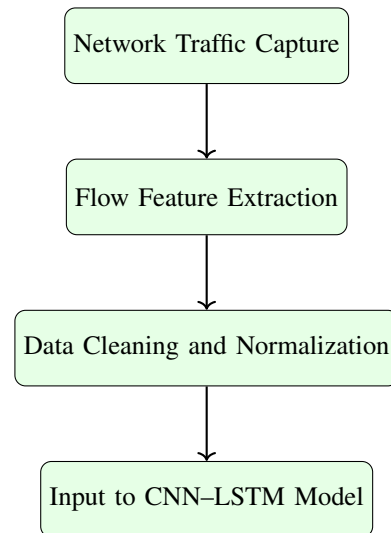 Network Traffic Capture
Flow Feature Extraction
Data Cleaning and Normalization
Input to CNN–LSTM Model